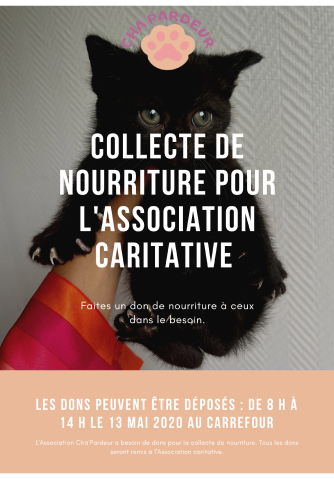 CHA'PARDEUR
COLLECTE DE
NOURRITURE POUR
L'ASSOCIATION
CARITATIVE
Faites un don de nourriture à ceux
dans le besoin.
LES DONS PEUVENT ÊTRE DÉPOSÉS : DE 8 H À
14 H LE 13 MAI 2020 AU CARREFOUR
L'Association Cha'Pardeur a besoin de dons pour la collecte de nourriture. Tous les dons
seront remis à l'Association caritative.